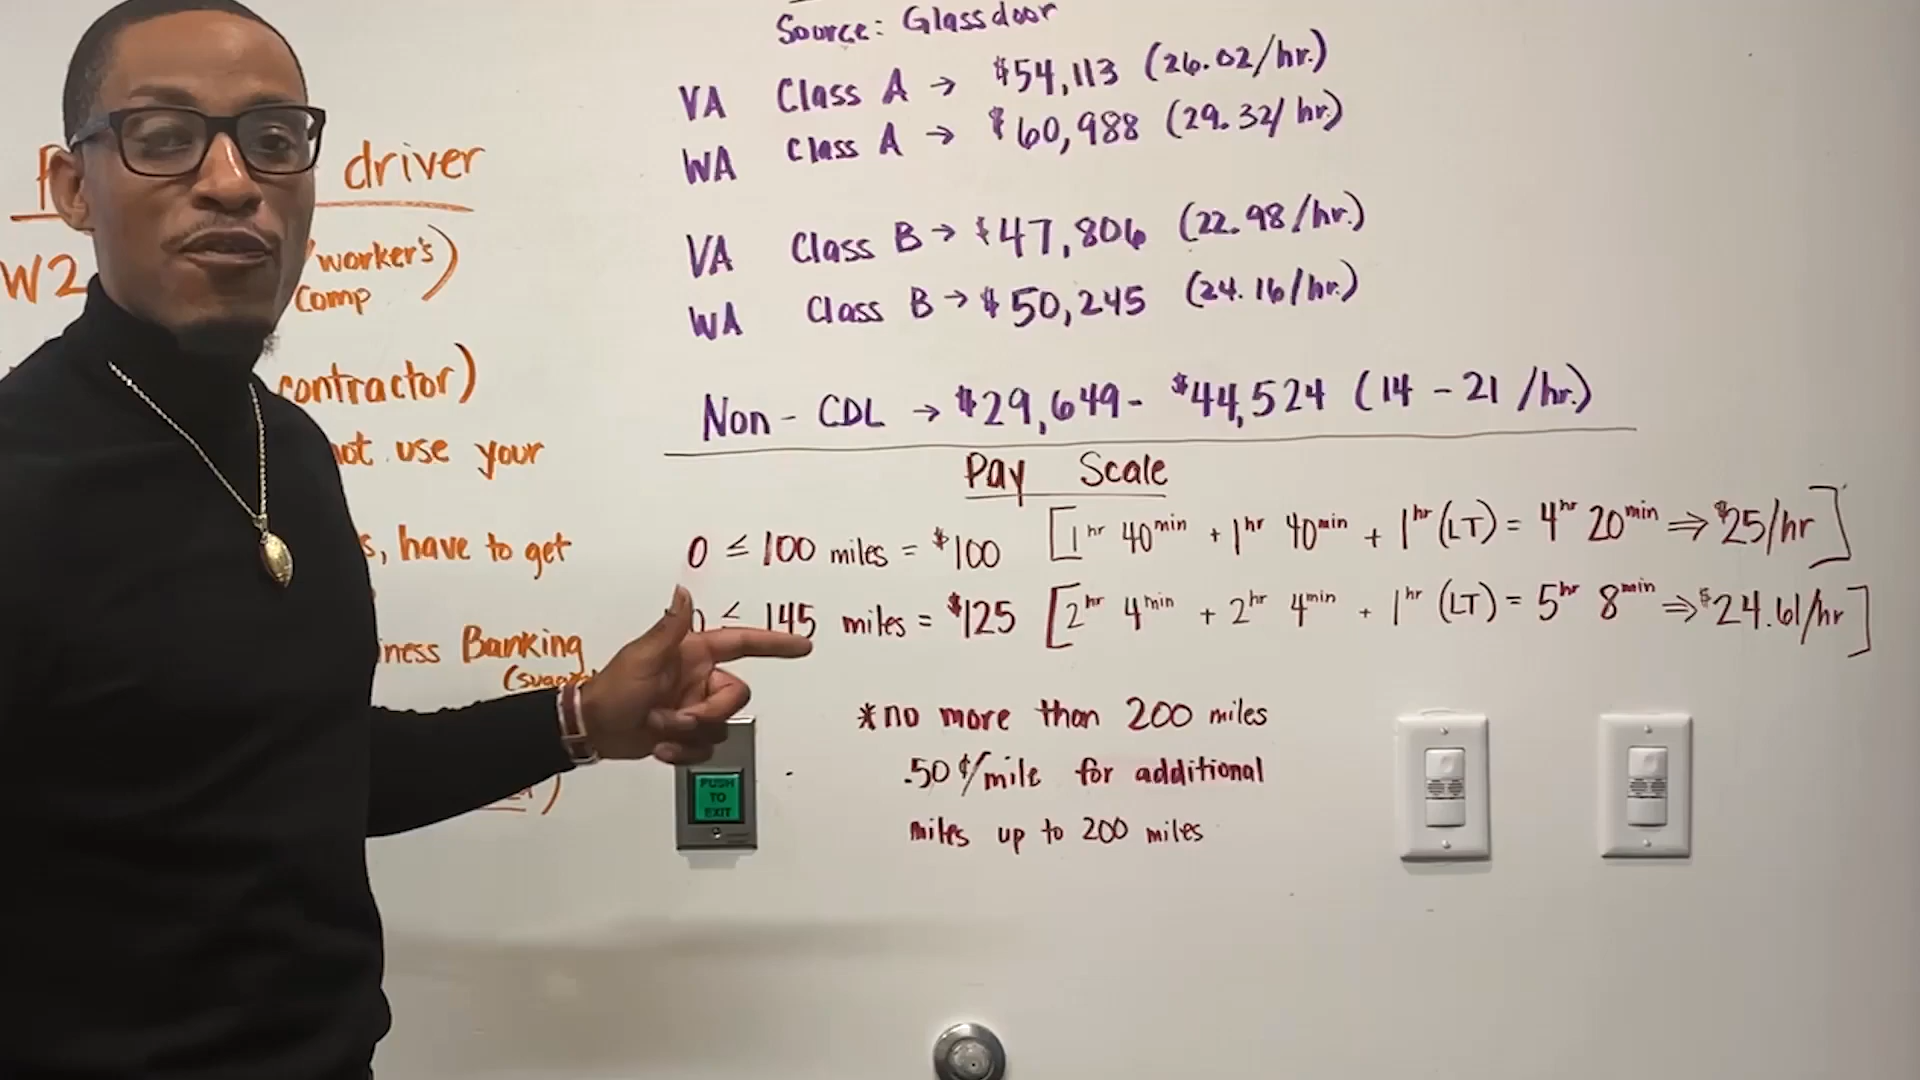 Source: Glassdoor
VA Class A → $54,113 (26.02/hr.)
WA Class A → $60,988 (29.32/hr.)
VA Class B → $47,806 (22.98/hr.)
WA Class B → $50,245 (24.16/hr.)
Non-CDL → $29,649 - $44,524 (14 - 21 /hr.)
Pay Scale
0 ≤ 100 miles = $100 [1hr 40min + 1hr 40min + 1hr (LT) = 4hr 20min ⇒ $25/hr]
≤ 145 miles = $125 [2hr 4min + 2hr 4min + 1hr (LT) = 5hr 8min ⇒ $24.61/hr]
*no more than 200 miles
.50¢/mile for additional
miles up to 200 miles
driver
W2
worker's)
comp
contractor)
not use your
, have to get
Banking
PUSH
TO
EXIT